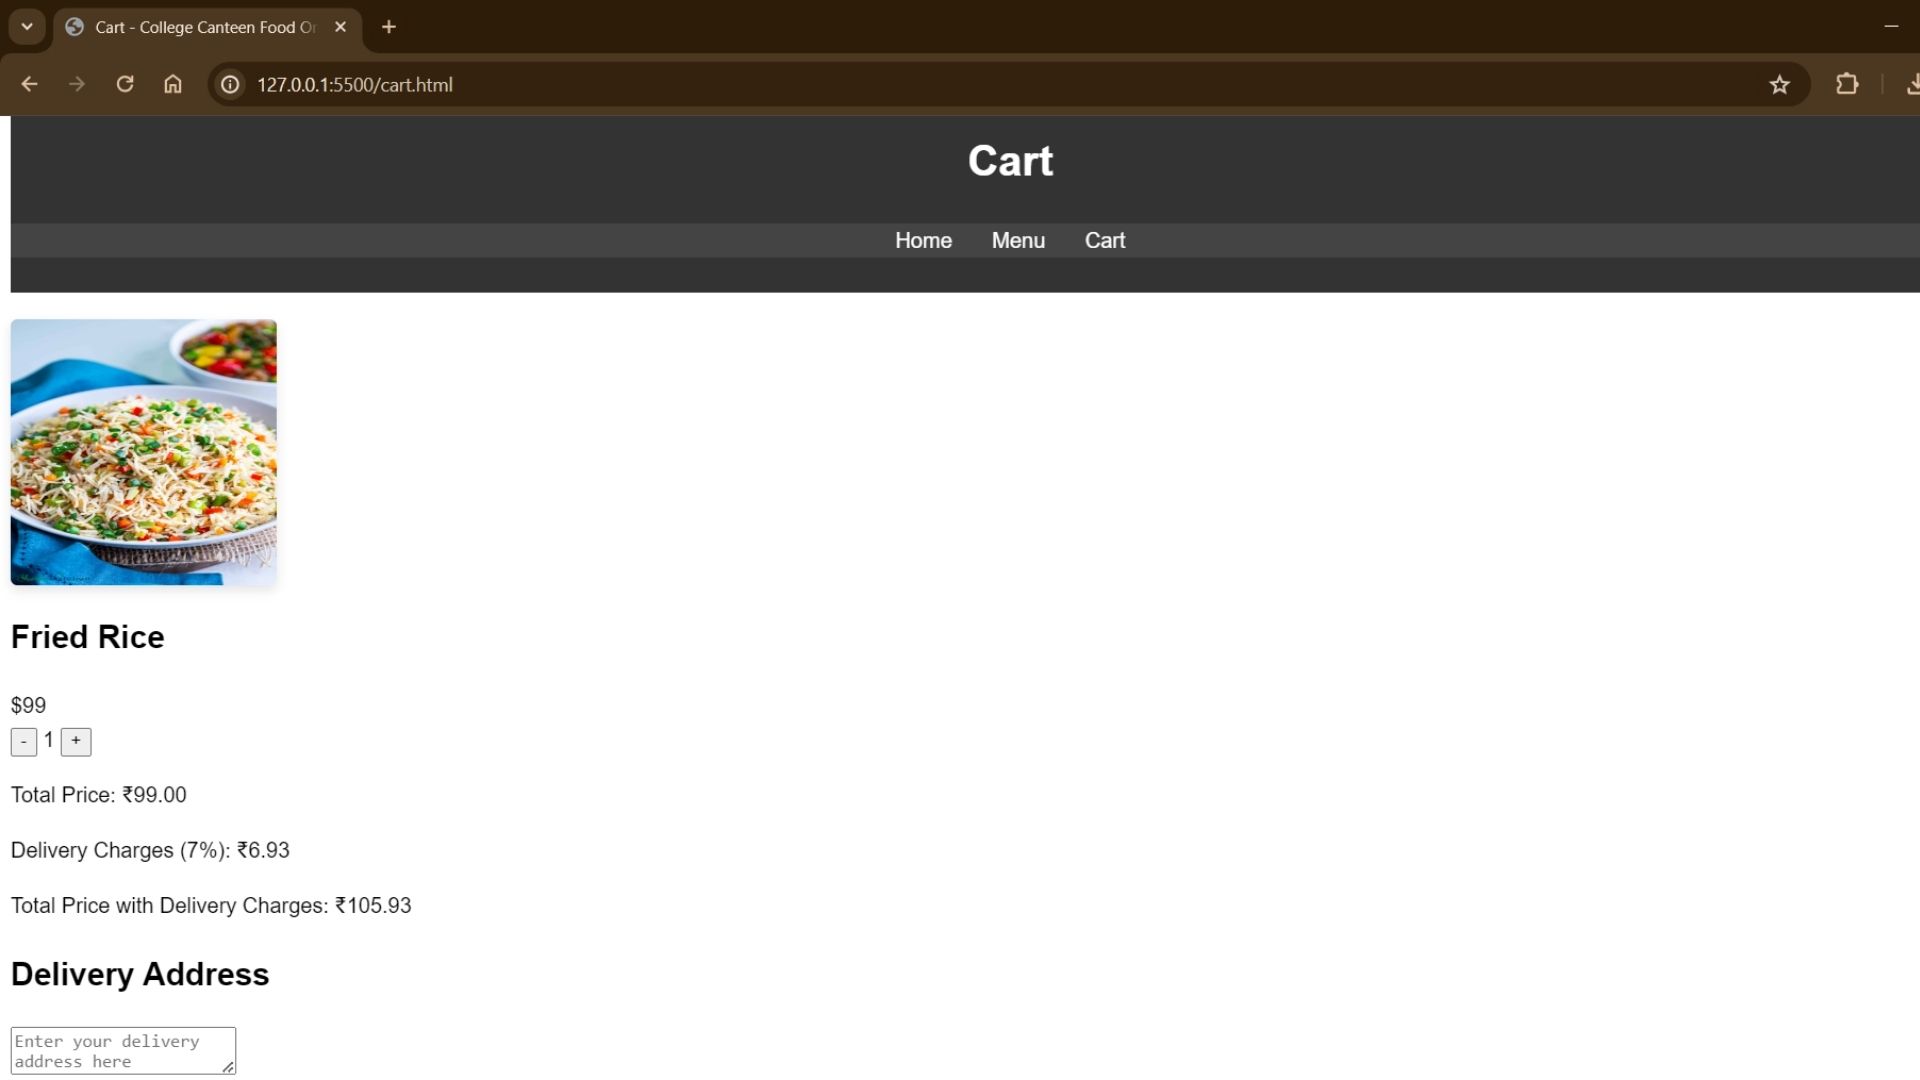 Cart - College Canteen Food Or
127.0.0.1:5500/cart.html
Cart
Home Menu Cart
Fried Rice
$99
- 1 +
Total Price: ₹99.00
Delivery Charges (7%): ₹6.93
Total Price with Delivery Charges: ₹105.93
Delivery Address
Enter your delivery
address here